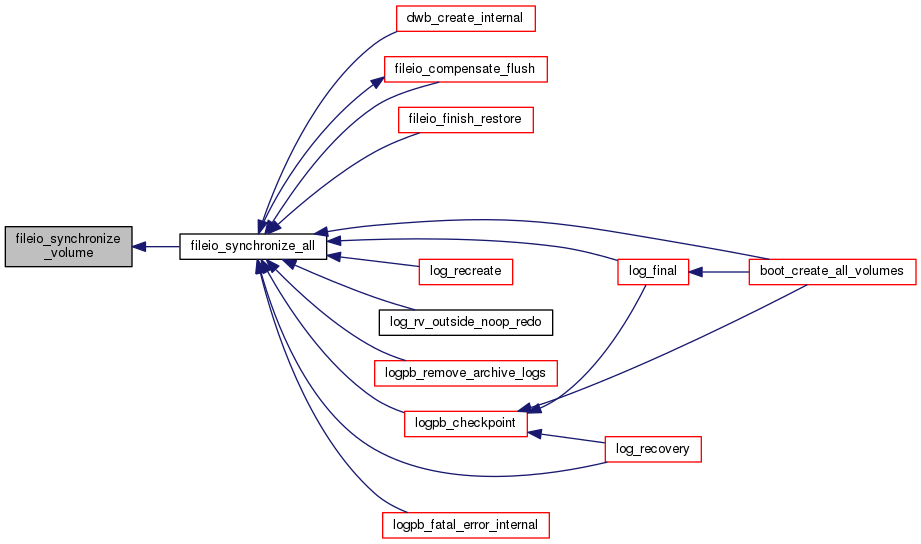 dwb_create_internal
fileio_compensate_flush
fileio_finish_restore
fileio_synchronize
_volume
fileio_synchronize_all
log_recreate
log_final
boot_create_all_volumes
log_rv_outside_noop_redo
logpb_remove_archive_logs
logpb_checkpoint
log_recovery
logpb_fatal_error_internal